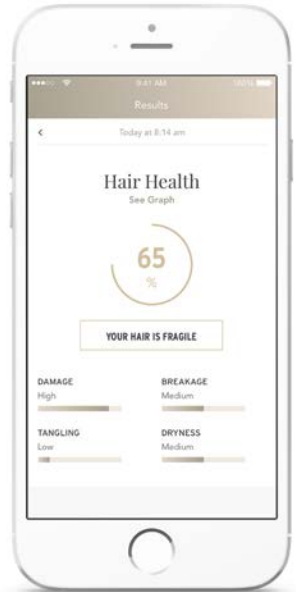 9:41 AM 100%
Results
< Today at 8:14 am
Hair Health
See Graph
65
%
YOUR HAIR IS FRAGILE
DAMAGE BREAKAGE
High Medium
TANGLING DRYNESS
Low Medium